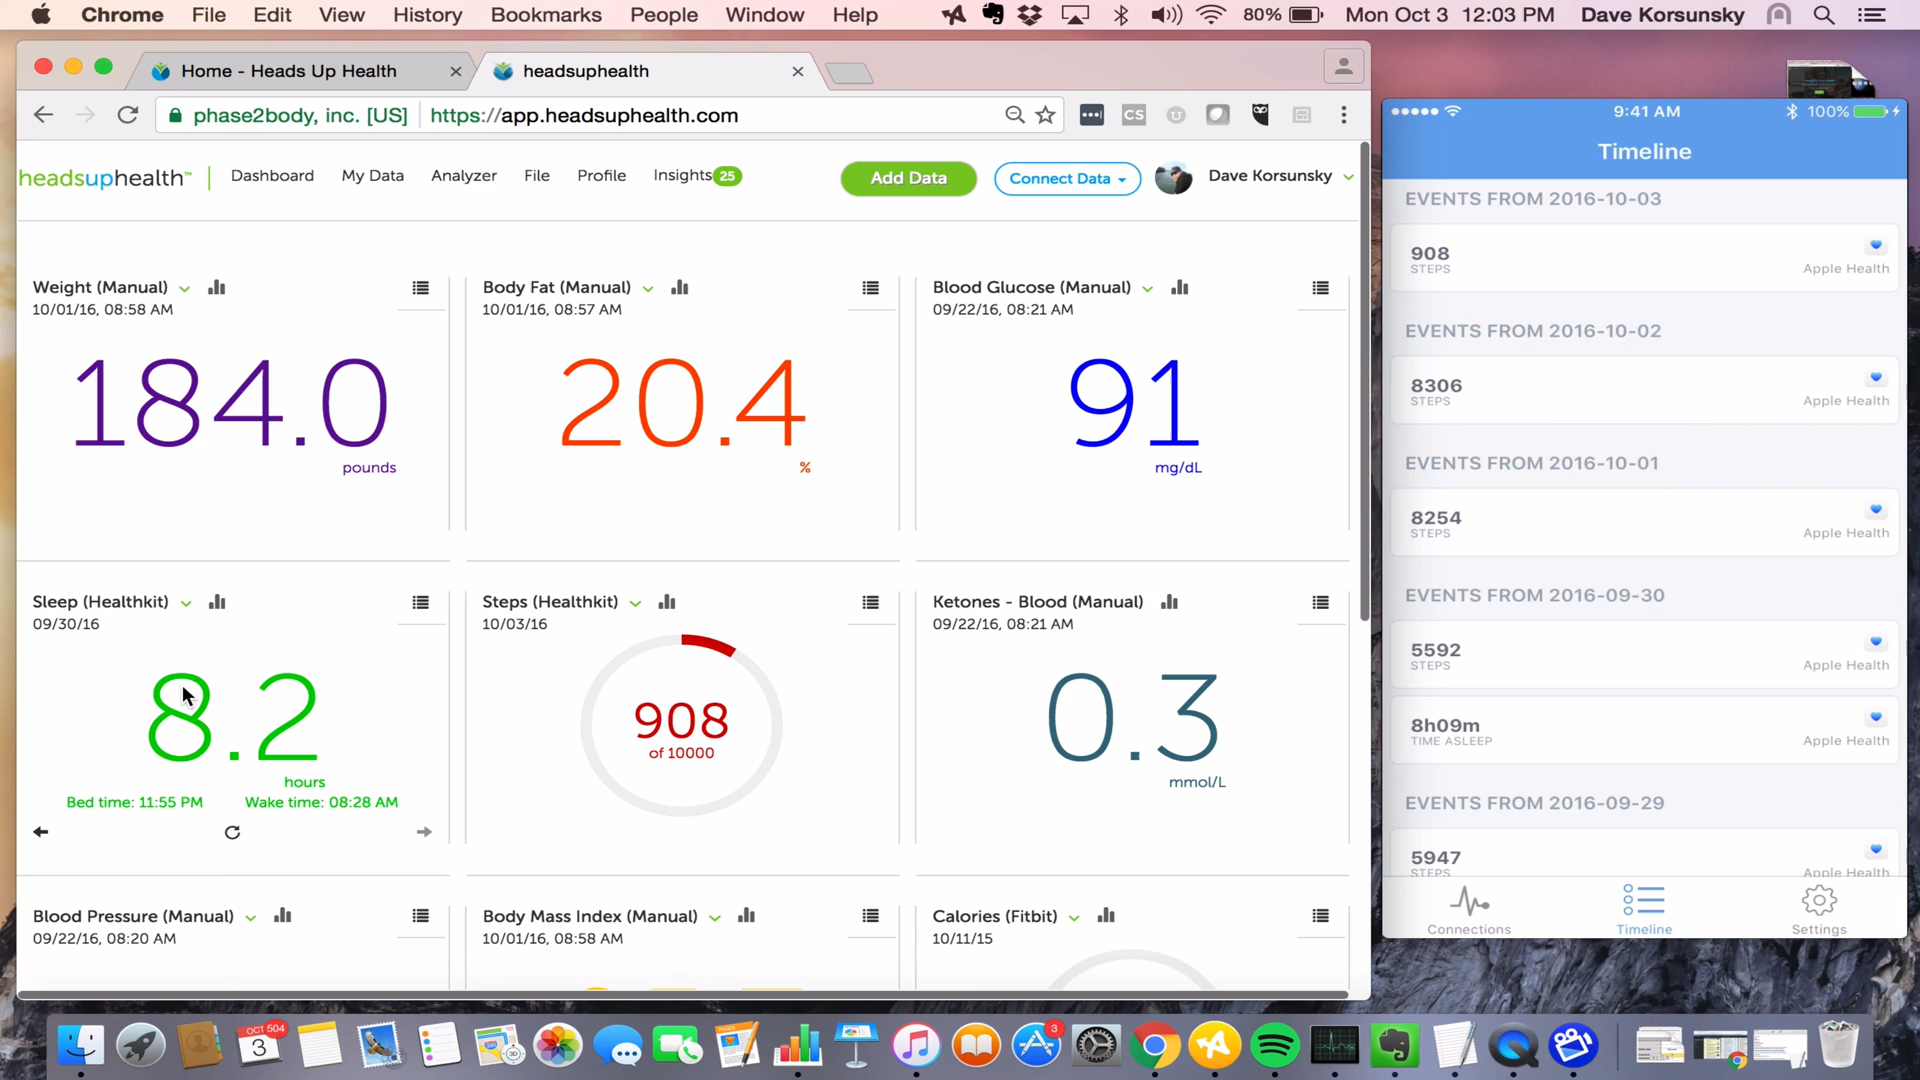 Chrome File Edit View History Bookmarks People Window Help 80% Mon Oct 3 12:03 PM Dave Korsunsky
Home - Heads Up Health
headsuphealth
phase2body, inc. [US] https://app.headsuphealth.com
CS
headsuphealth™ Dashboard My Data Analyzer File Profile Insights 25 Add Data Connect Data Dave Korsunsky
Weight (Manual)
10/01/16, 08:58 AM
184.0
pounds
Body Fat (Manual)
10/01/16, 08:57 AM
20.4
%
Blood Glucose (Manual)
09/22/16, 08:21 AM
91
mg/dL
Sleep (Healthkit)
09/30/16
8.2
hours
Bed time: 11:55 PM Wake time: 08:28 AM
Steps (Healthkit)
10/03/16
908
of 10000
Ketones - Blood (Manual)
09/22/16, 08:21 AM
0.3
mmol/L
Blood Pressure (Manual)
09/22/16, 08:20 AM
Body Mass Index (Manual)
10/01/16, 08:58 AM
Calories (Fitbit)
10/11/15
9:41 AM 100%
Timeline
EVENTS FROM 2016-10-03
908
STEPS Apple Health
EVENTS FROM 2016-10-02
8306
STEPS Apple Health
EVENTS FROM 2016-10-01
8254
STEPS Apple Health
EVENTS FROM 2016-09-30
5592
STEPS Apple Health
8h09m
TIME ASLEEP Apple Health
EVENTS FROM 2016-09-29
5947
STEPS Apple Health
Connections Timeline Settings
OCT 504
3
3